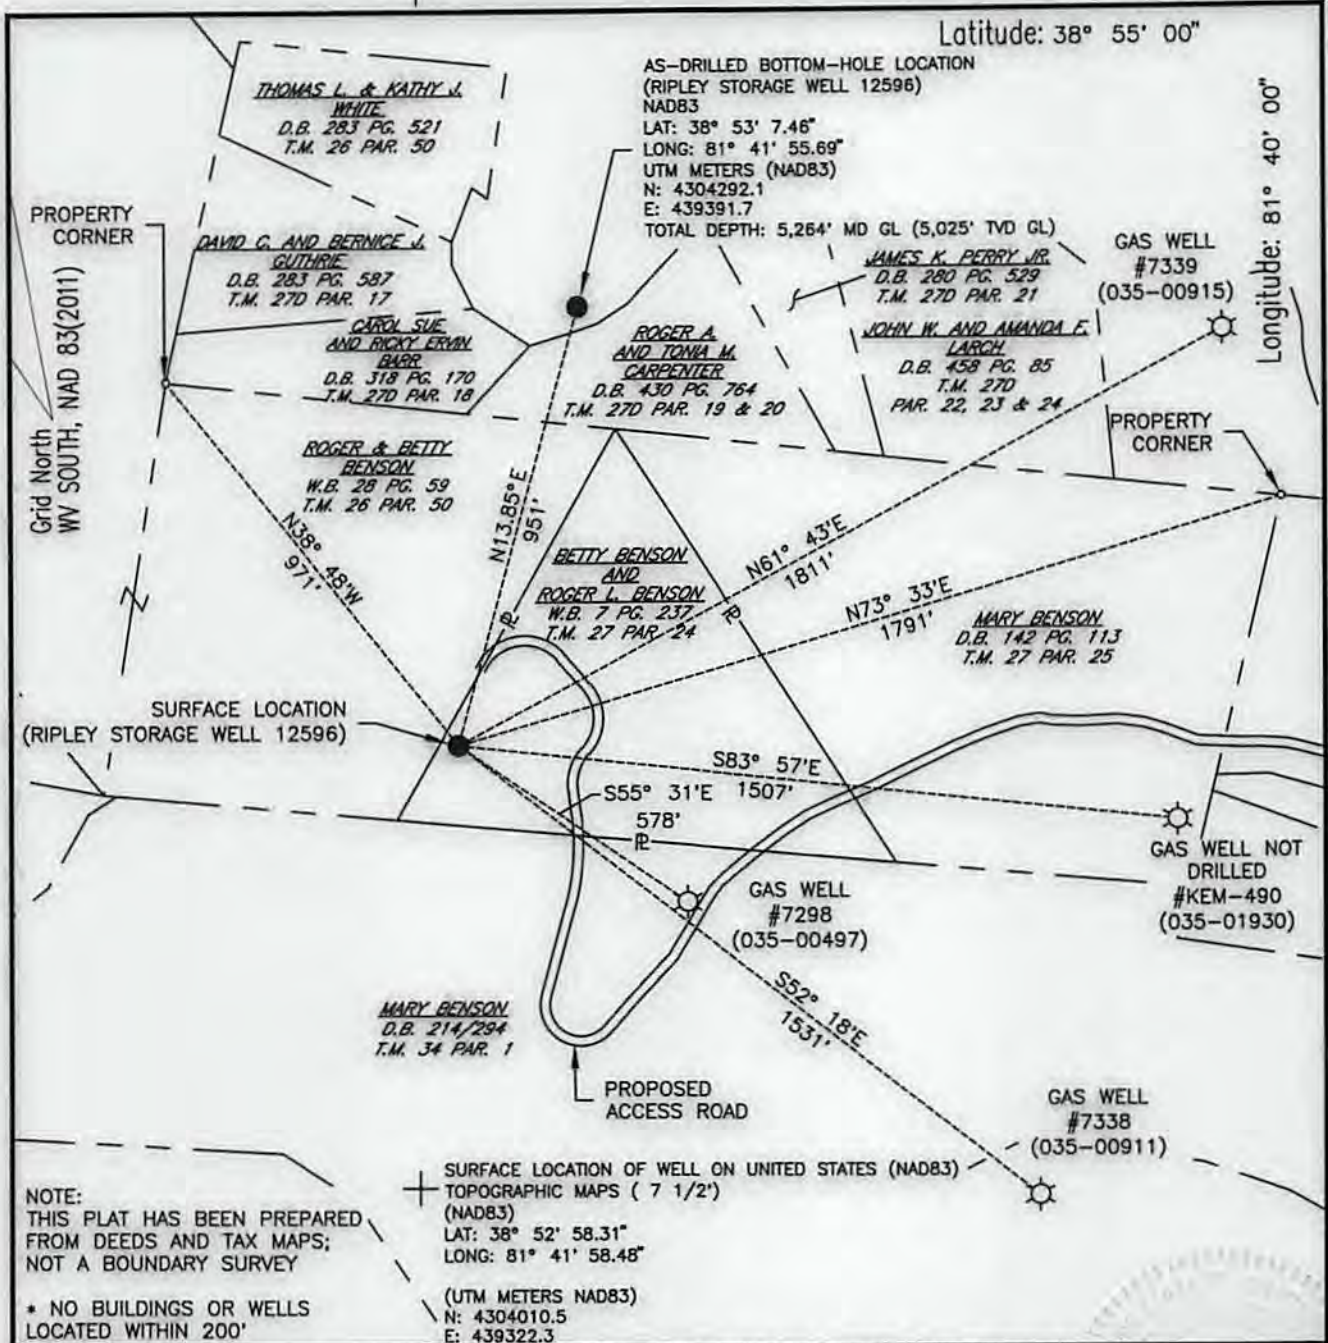 Latitude: 38° 55' 00"
Longitude: 81° 40' 00"
AS-DRILLED BOTTOM-HOLE LOCATION
(RIPLEY STORAGE WELL 12596)
NAD83
LAT: 38° 53' 7.46"
LONG: 81° 41' 55.69"
UTM METERS (NAD83)
N: 4304292.1
E: 439391.7
TOTAL DEPTH: 5,264' MD GL (5,025' TVD GL)
THOMAS L. & KATHY J.
WHITE
D.B. 283 PG. 521
T.M. 26 PAR. 50
PROPERTY
CORNER
DAVID C. AND BERNICE J.
GUTHRIE
D.B. 283 PG. 587
T.M. 27D PAR. 17
CAROL SUE
AND RICKY ERVIN
BARR
D.B. 318 PG. 170
T.M. 27D PAR. 18
ROGER A.
AND TONIA M.
CARPENTER
D.B. 430 PG. 764
T.M. 27D PAR. 19 & 20
JAMES K. PERRY JR.
D.B. 280 PG. 529
T.M. 27D PAR. 21
JOHN W. AND AMANDA F.
LARCH
D.B. 458 PG. 85
T.M. 27D
PAR. 22, 23 & 24
GAS WELL
#7339
(035-00915)
PROPERTY
CORNER
Grid North
WV SOUTH, NAD 83(2011)
ROGER & BETTY
BENSON
W.B. 28 PG. 59
T.M. 26 PAR. 50
N38° 48'W
971'
N13.85°E
951'
BETTY BENSON
AND
ROGER L. BENSON
W.B. 7 PG. 237
T.M. 27 PAR. 24
PL
PL
N61° 43'E
1811'
N73° 33'E
1791'
MARY BENSON
D.B. 142 PG. 113
T.M. 27 PAR. 25
SURFACE LOCATION
(RIPLEY STORAGE WELL 12596)
S83° 57'E
1507'
S55° 31'E
578'
PL
GAS WELL NOT
DRILLED
#KEM-490
(035-01930)
GAS WELL
#7298
(035-00497)
S52° 18'E
1531'
MARY BENSON
D.B. 214/294
T.M. 34 PAR. 1
PROPOSED
ACCESS ROAD
GAS WELL
#7338
(035-00911)
SURFACE LOCATION OF WELL ON UNITED STATES (NAD83)
TOPOGRAPHIC MAPS ( 7 1/2')
(NAD83)
LAT: 38° 52' 58.31"
LONG: 81° 41' 58.48"
(UTM METERS NAD83)
N: 4304010.5
E: 439322.3
NOTE:
THIS PLAT HAS BEEN PREPARED
FROM DEEDS AND TAX MAPS;
NOT A BOUNDARY SURVEY
* NO BUILDINGS OR WELLS
LOCATED WITHIN 200'